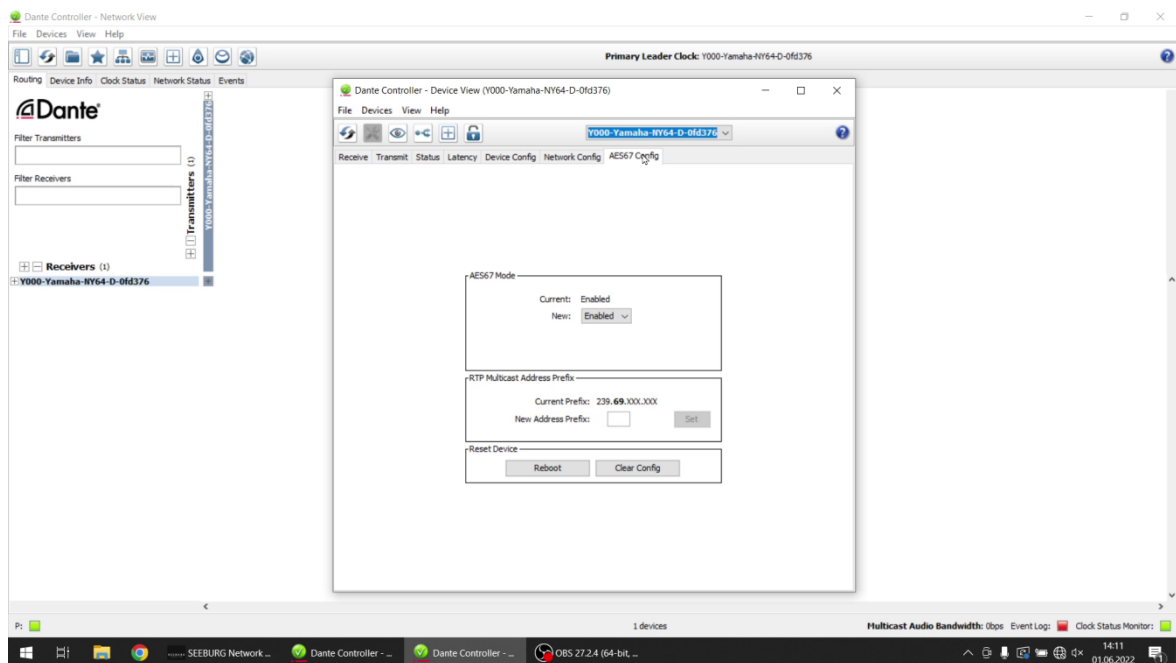 Dante Controller - Network View
File Devices View Help
Primary Leader Clock: Y000-Yamaha-NY64-D-0fd376
Routing Device Info Clock Status Network Status Events
Dante
Filter Transmitters
Filter Receivers
Transmitters (1)
Y000-Yamaha-NY64-D-0fd376
Receivers (1)
Y000-Yamaha-NY64-D-0fd376
Dante Controller - Device View (Y000-Yamaha-NY64-D-0fd376)
File Devices View Help
Y000-Yamaha-NY64-D-0fd376
Receive Transmit Status Latency Device Config Network Config AES67 Config
AES67 Mode
Current: Enabled
New: Enabled
RTP Multicast Address Prefix
Current Prefix: 239.69.XXX.XXX
New Address Prefix: Set
Reset Device
Reboot Clear Config
P: 1 devices Multicast Audio Bandwidth: 0bps Event Log: Clock Status Monitor:
SEEBURG Network ... Dante Controller - ... Dante Controller - ... OBS 27.2.4 (64-bit, ... 14:11
01.06.2022